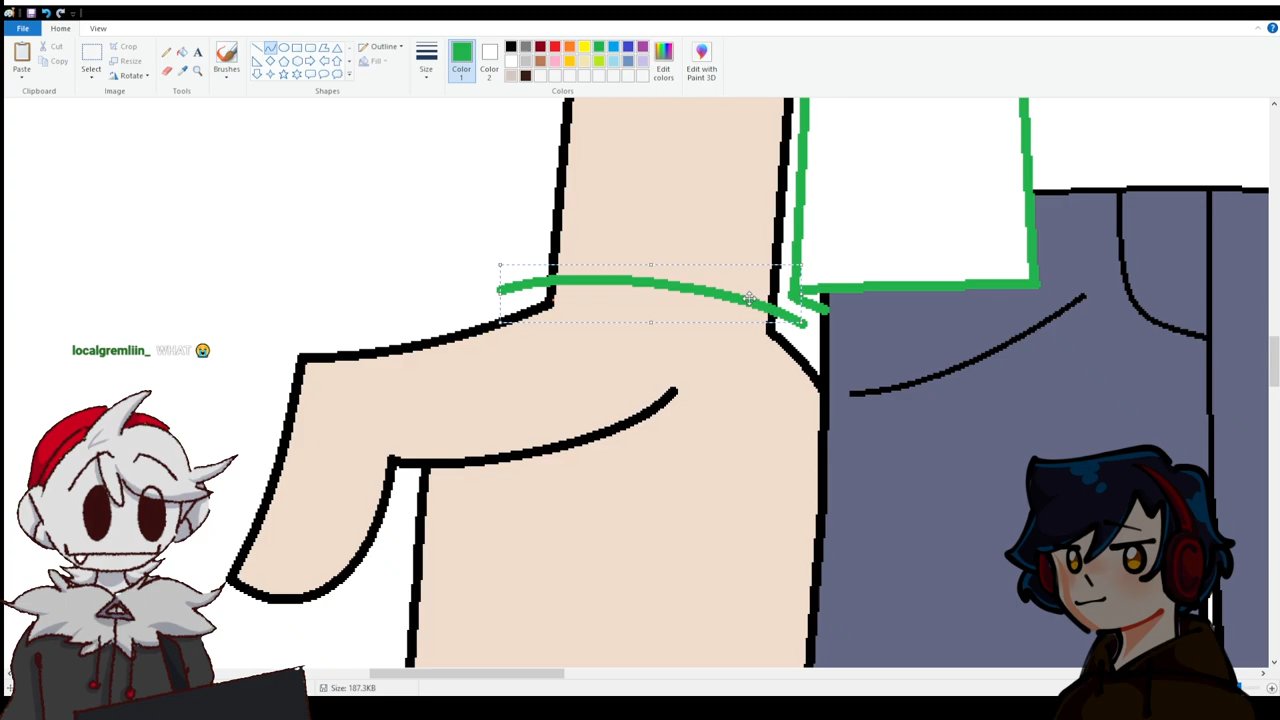 File Home View
Paste
Cut
Copy
Clipboard
Select
Crop
Resize
Rotate
Image
A
Tools
Brushes
Outline
Fill
Shapes
Size
Color
1
Color
2
Edit
colors
Colors
Edit with
Paint 3D
localgremliin_ WHAT 😭
Size: 187.3KB